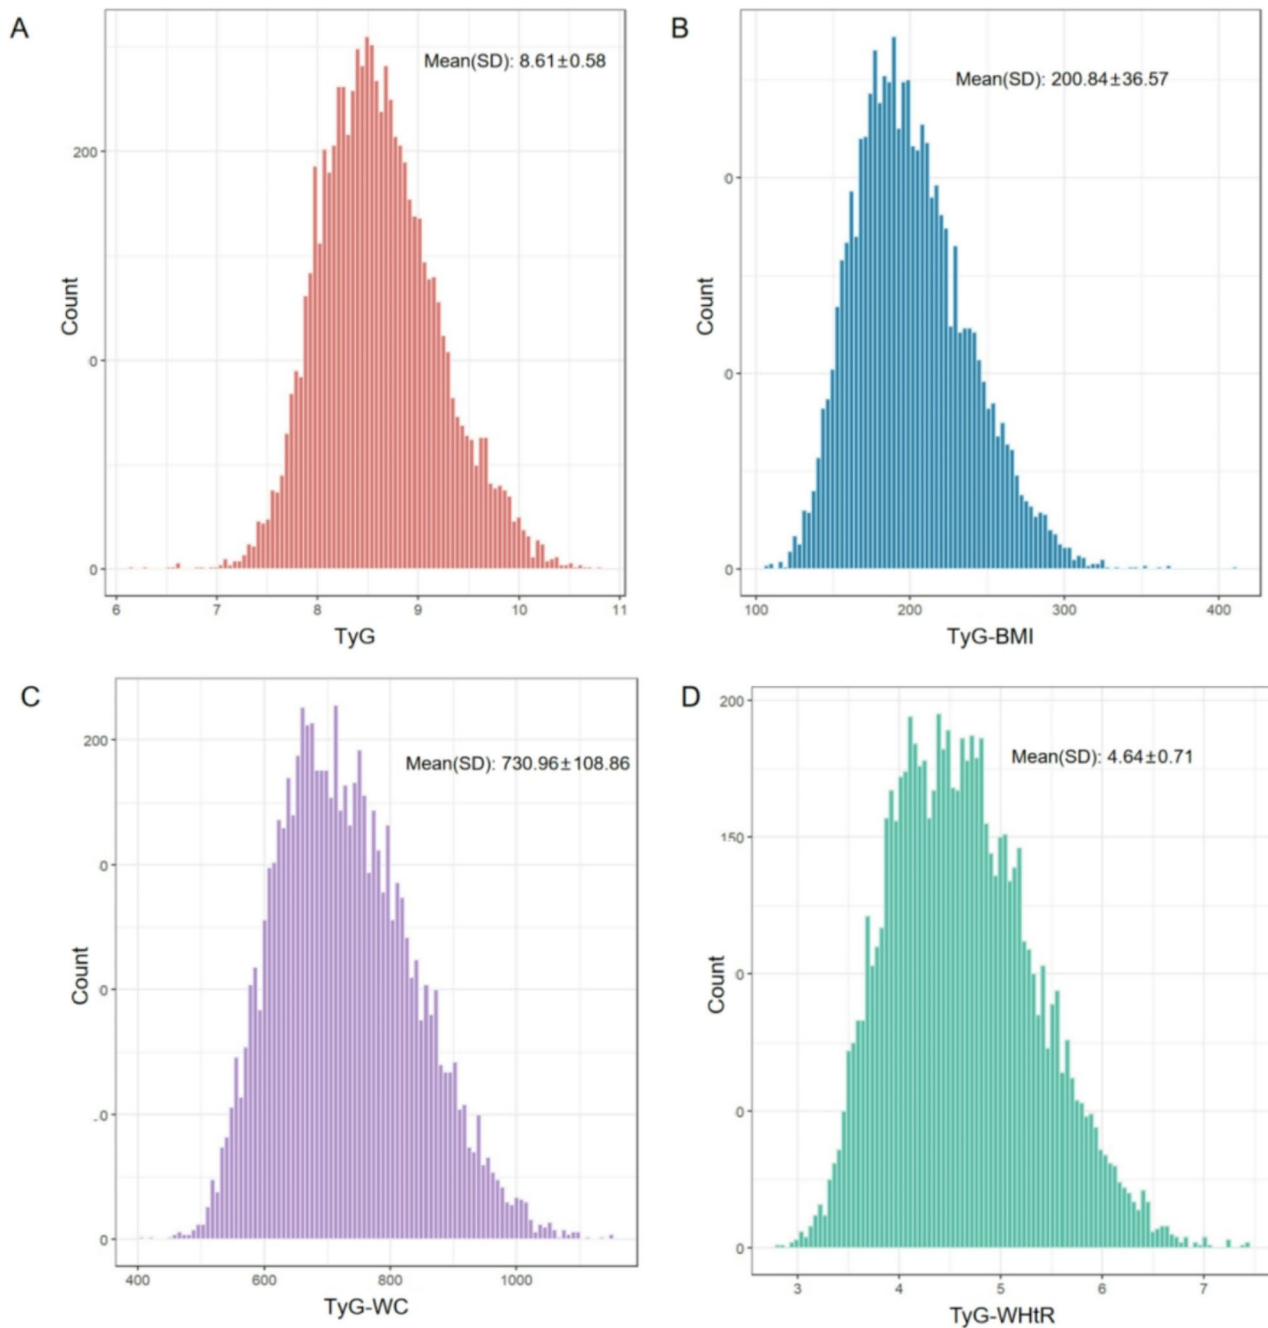 A
Mean(SD): 8.61±0.58
200
0
0
Count
6 7 8 9 10 11
TyG
B
Mean(SD): 200.84±36.57
0
0
0
Count
100 200 300 400
TyG-BMI
C
Mean(SD): 730.96±108.86
200
0
0
0
0
Count
400 600 800 1000
TyG-WC
D
Mean(SD): 4.64±0.71
200
150
0
0
0
Count
3 4 5 6 7
TyG-WHtR